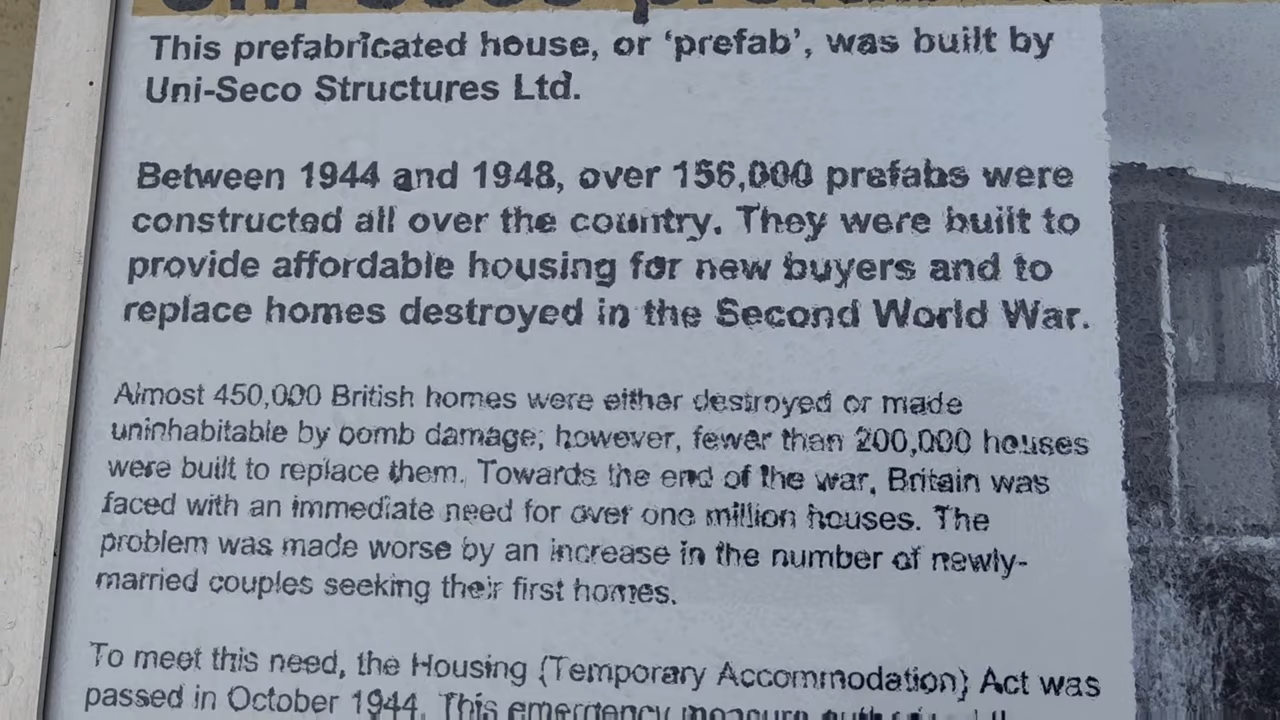 This prefabricated house, or ‘prefab’, was built by
Uni-Seco Structures Ltd.
Between 1944 and 1948, over 156,000 prefabs were
constructed all over the country. They were built to
provide affordable housing for new buyers and to
replace homes destroyed in the Second World War.
Almost 450,000 British homes were either destroyed or made
uninhabitable by bomb damage; however, fewer than 200,000 houses
were built to replace them. Towards the end of the war, Britain was
faced with an immediate need for over one million houses. The
problem was made worse by an increase in the number of newly-
married couples seeking their first homes.
To meet this need, the Housing (Temporary Accommodation) Act was
passed in October 1944. This emergency measure